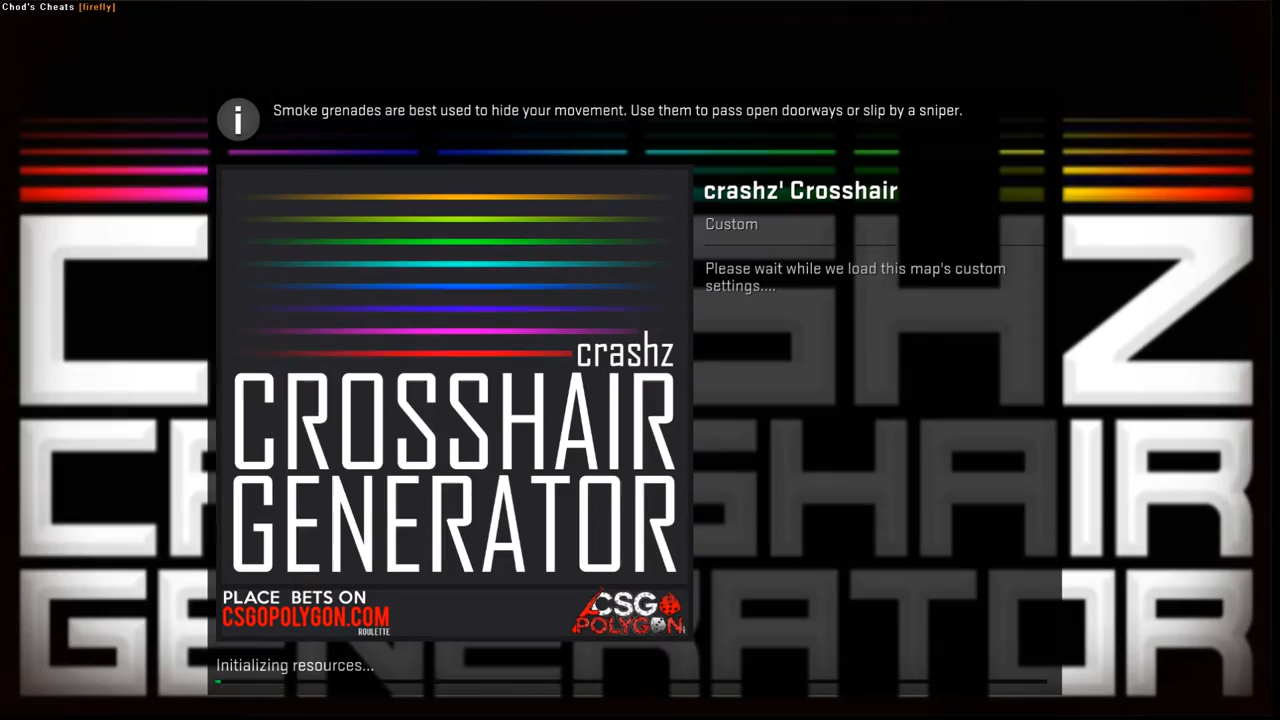 Chod's Cheats [firefly]
Smoke grenades are best used to hide your movement. Use them to pass open doorways or slip by a sniper.
crashz' Crosshair
Custom
Please wait while we load this map's custom
settings....
crashz
CROSSHAIR
GENERATOR
PLACE BETS ON
CSGOPOLYGON.COM
ROULETTE
CSGO
POLYGON
Initializing resources...